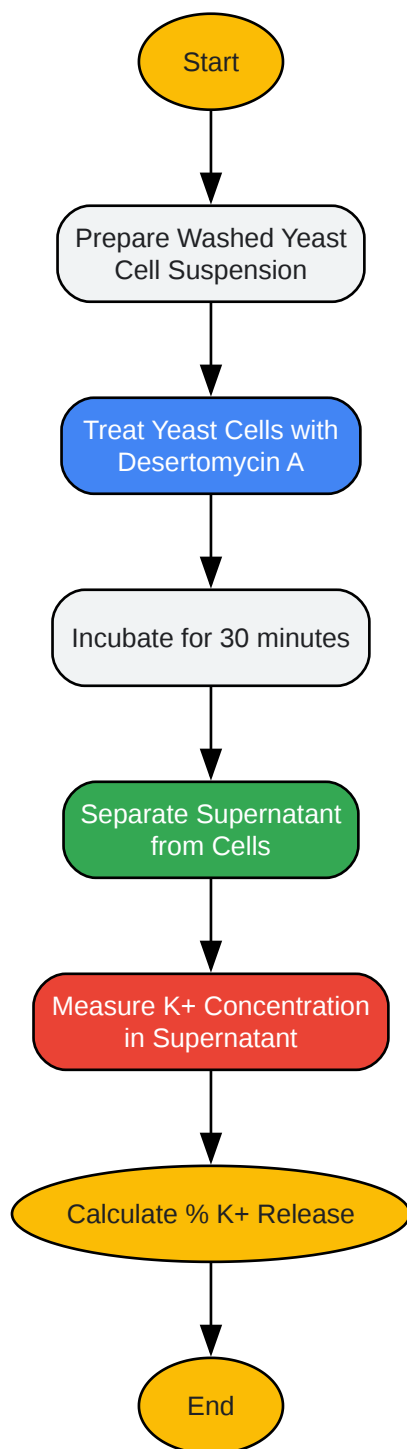 Start
Prepare Washed Yeast
Cell Suspension
Treat Yeast Cells with
Desertomycin A
Incubate for 30 minutes
Separate Supernatant
from Cells
Measure K+ Concentration
in Supernatant
Calculate % K+ Release
End